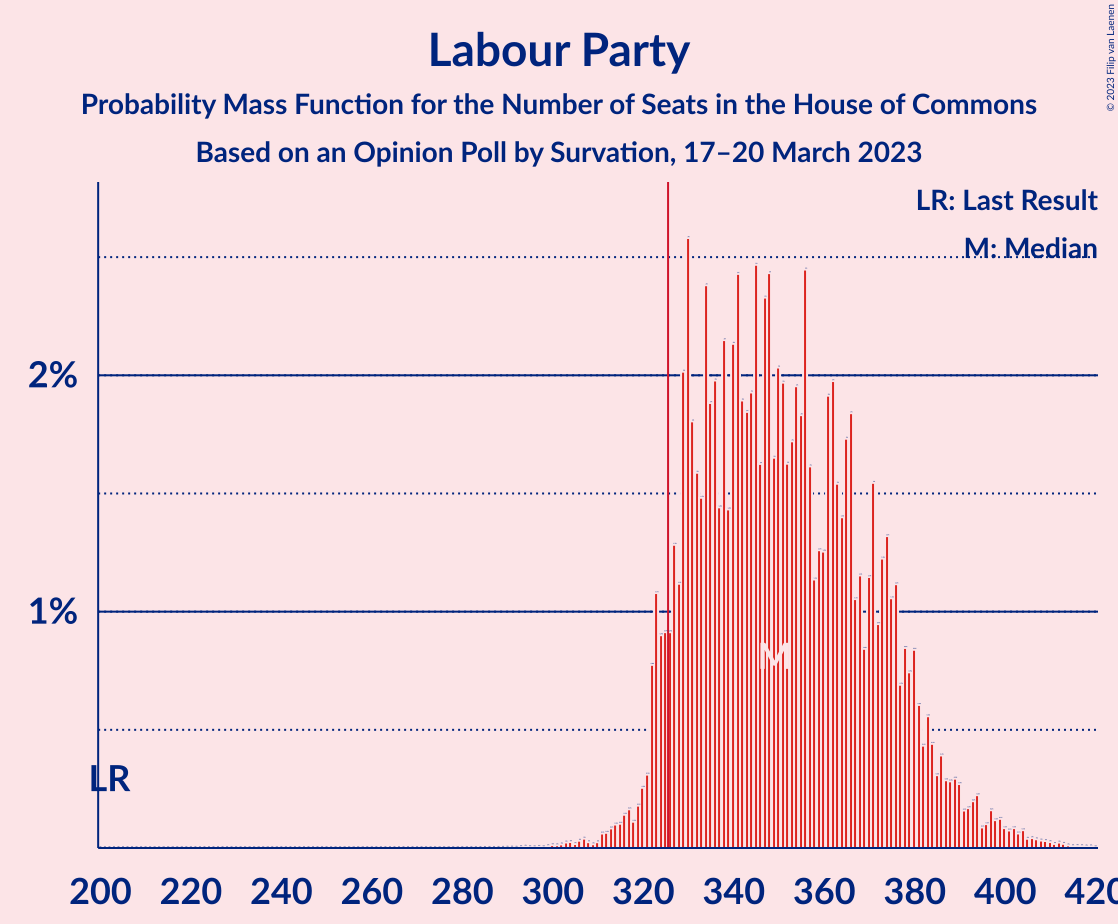 Labour Party
Probability Mass Function for the Number of Seats in the House of Commons
Based on an Opinion Poll by Survation, 17–20 March 2023
© 2023 Filip van Laenen
LR: Last Result
M: Median
2%
1%
M
LR
200 220 240 260 280 300 320 340 360 380 400 420